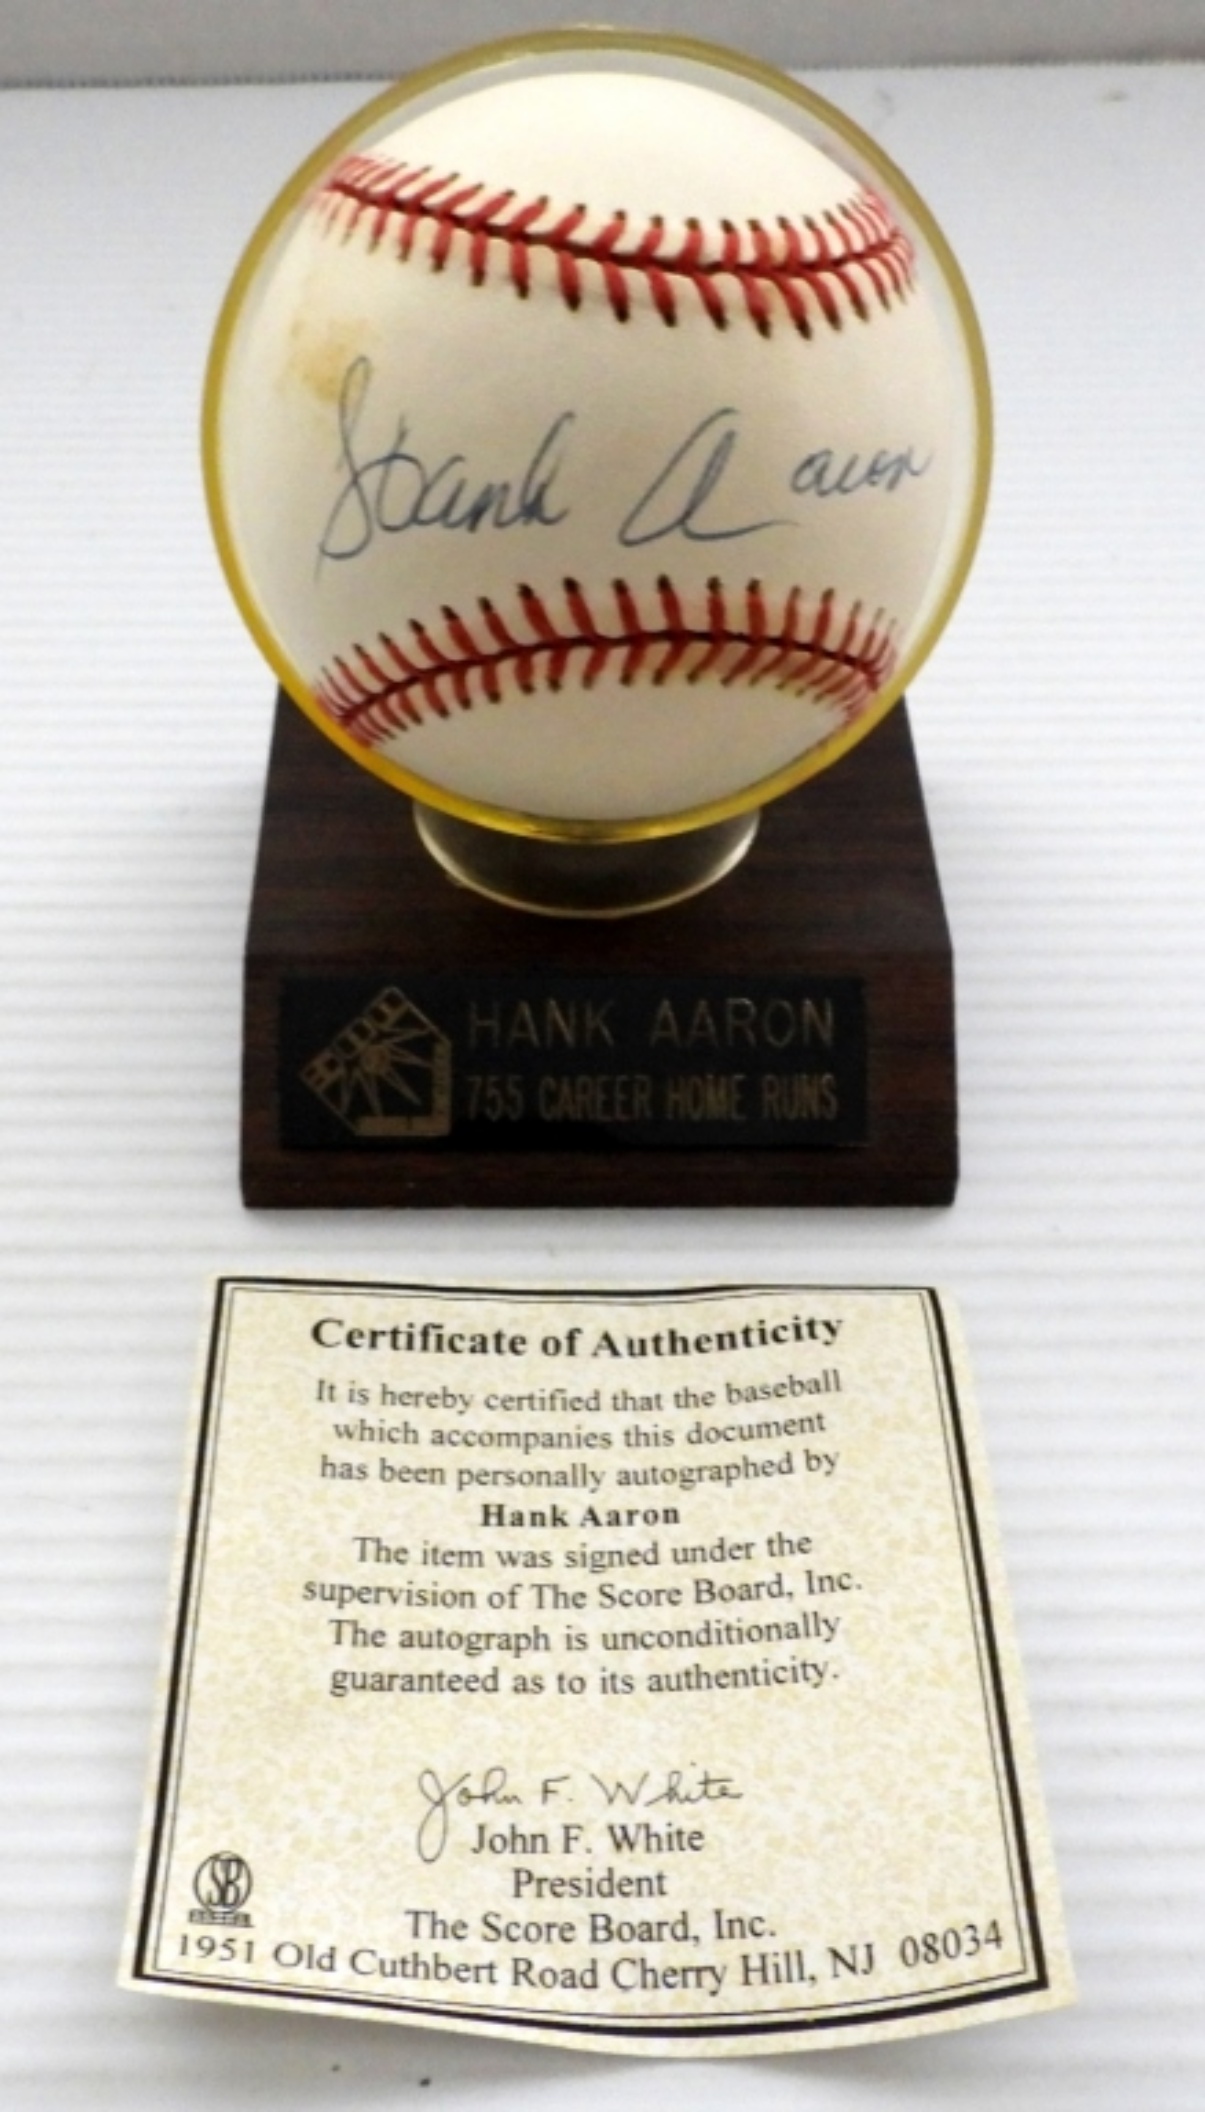 Hank Aaron
HANK AARON
755 CAREER HOME RUNS
Certificate of Authenticity
It is hereby certified that the baseball
which accompanies this document
has been personally autographed by
Hank Aaron
The item was signed under the
supervision of The Score Board, Inc.
The autograph is unconditionally
guaranteed as to its authenticity.
John F. White
John F. White
President
The Score Board, Inc.
SB
1951 Old Cuthbert Road Cherry Hill, NJ 08034